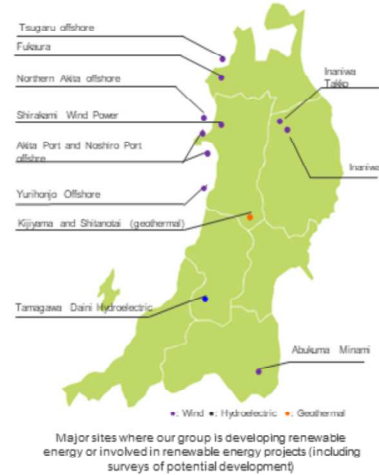 Tsugaru offshore
Fukaura
Northern Akita offshore
Shirakami Wind Power
Akita Port and Noshiro Port
offshre
Yurihonjo Offshore
Kijiyama and Shitanotai (geothermal)
Tamagawa Daini Hydroelectric
Inaniwa
Takko
Inaniwa
Abukuma Minami
●: Wind ●: Hydroelectric ●: Geothermal
Major sites where our group is developing renewable
energy or involved in renewable energy projects (including
surveys of potential development)